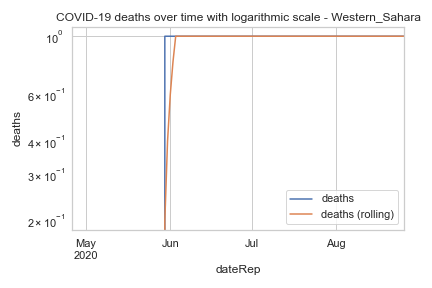 COVID-19 deaths over time with logarithmic scale - Western_Sahara
10⁰
6 × 10⁻¹
4 × 10⁻¹
3 × 10⁻¹
2 × 10⁻¹
deaths
deaths
deaths (rolling)
May
2020
Jun
Jul
Aug
dateRep